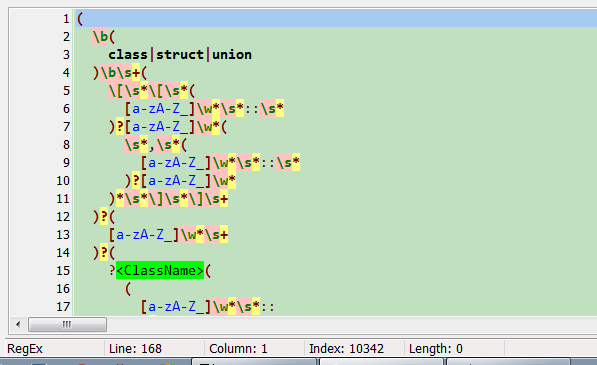 1 (
2 \b(
3 class|struct|union
4 )\b\s+(
5 \[\s*\[\s*(
6 [a-zA-Z_]\w*\s*::\s*
7 )?[a-zA-Z_]\w*(
8 \s*,\s*(
9 [a-zA-Z_]\w*\s*::\s*
10 )?[a-zA-Z_]\w*
11 )*\s*\]\s*\]\s+
12 )?(
13 [a-zA-Z_]\w*\s+
14 )?(
15 ?<ClassName>(
16 (
17 [a-zA-Z_]\w*\s*::
RegEx Line: 168 Column: 1 Index: 10342 Length: 0